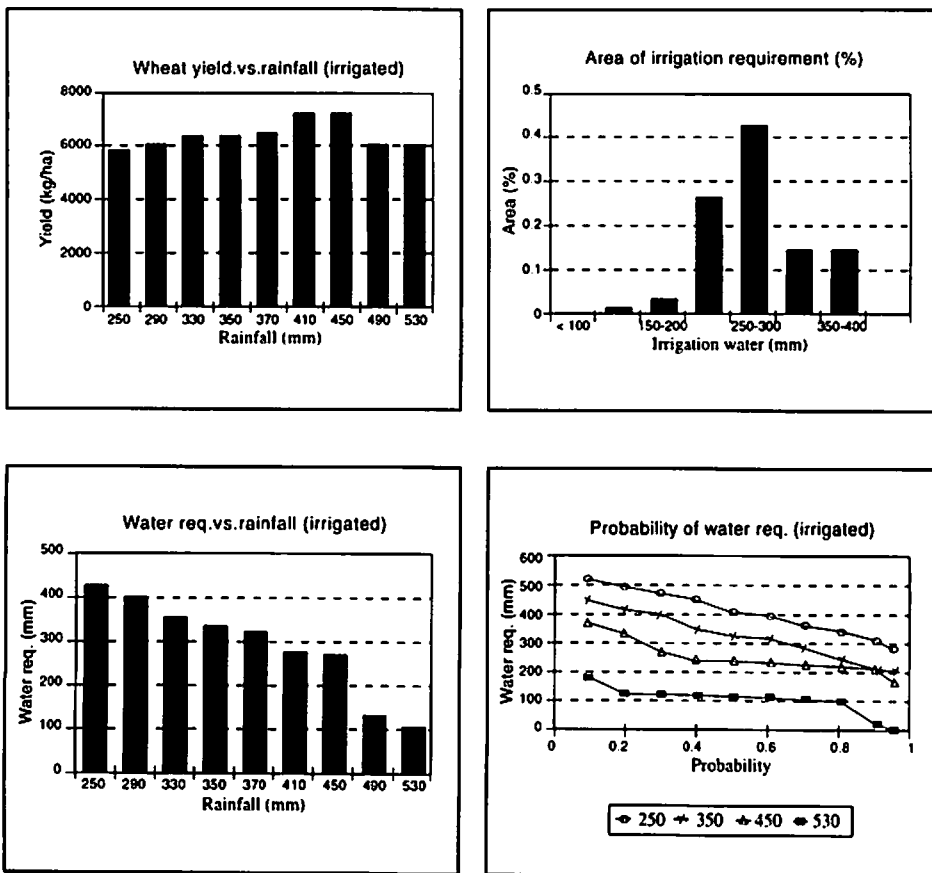 Wheat yield.vs.rainfall (irrigated)
8000
6000
4000
2000
0
Yield (kg/ha)
250 290 330 350 370 410 450 490 530
Rainfall (mm)
Area of irrigation requirement (%)
0.5
0.4
0.3
0.2
0.1
0
Area (%)
< 100 150-200 250-300 350-400
Irrigation water (mm)
Water req.vs.rainfall (irrigated)
500
400
300
200
100
0
Water req. (mm)
250 290 330 350 370 410 450 490 530
Rainfall (mm)
Probability of water req. (irrigated)
600
500
400
300
200
100
0
Water req. (mm)
0 0.2 0.4 0.6 0.8 1
Probability
250 350 450 530